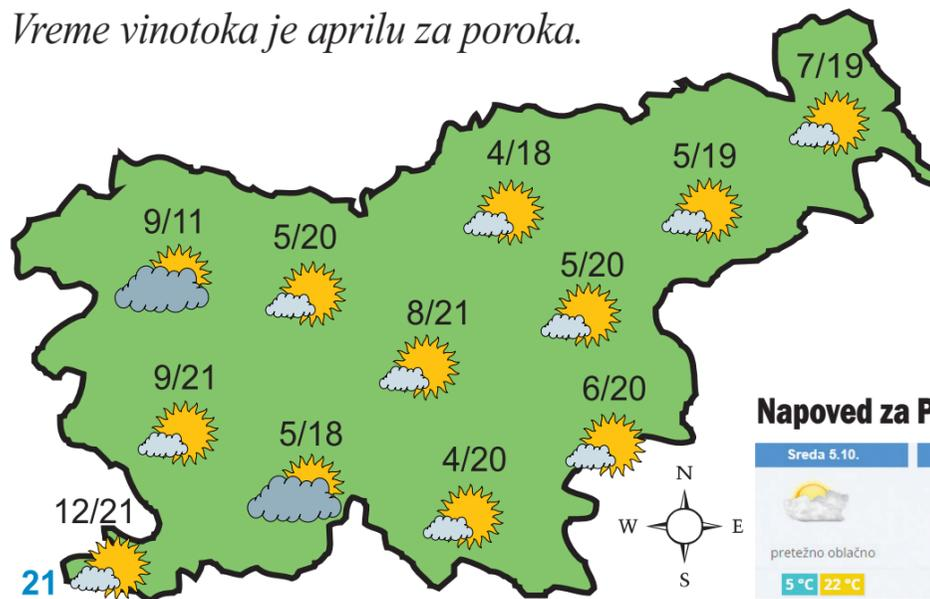 Vreme vinotoka je aprilu za poroka.
7/19
4/18
5/19
9/11
5/20
5/20
8/21
9/21
6/20
5/18
4/20
12/21
21
N
W E
S
Napoved za P
Sreda 5.10.
pretežno oblačno
5 °C 22 °C